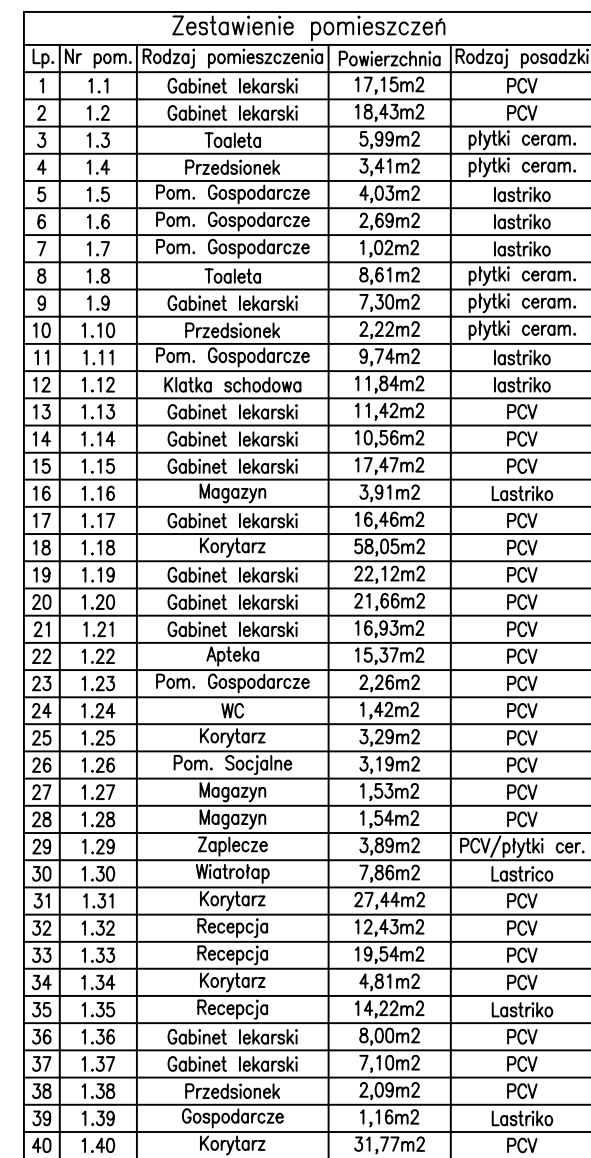 Zestawienie pomieszczeń
Lp. Nr pom. Rodzaj pomieszczenia Powierzchnia Rodzaj posadzki
1 1.1 Gabinet lekarski 17,15m2 PCV
2 1.2 Gabinet lekarski 18,43m2 PCV
3 1.3 Toaleta 5,99m2 płytki ceram.
4 1.4 Przedsionek 3,41m2 płytki ceram.
5 1.5 Pom. Gospodarcze 4,03m2 lastriko
6 1.6 Pom. Gospodarcze 2,69m2 lastriko
7 1.7 Pom. Gospodarcze 1,02m2 lastriko
8 1.8 Toaleta 8,61m2 płytki ceram.
9 1.9 Gabinet lekarski 7,30m2 płytki ceram.
10 1.10 Przedsionek 2,22m2 płytki ceram.
11 1.11 Pom. Gospodarcze 9,74m2 lastriko
12 1.12 Klatka schodowa 11,84m2 lastriko
13 1.13 Gabinet lekarski 11,42m2 PCV
14 1.14 Gabinet lekarski 10,56m2 PCV
15 1.15 Gabinet lekarski 17,47m2 PCV
16 1.16 Magazyn 3,91m2 Lastriko
17 1.17 Gabinet lekarski 16,46m2 PCV
18 1.18 Korytarz 58,05m2 PCV
19 1.19 Gabinet lekarski 22,12m2 PCV
20 1.20 Gabinet lekarski 21,66m2 PCV
21 1.21 Gabinet lekarski 16,93m2 PCV
22 1.22 Apteka 15,37m2 PCV
23 1.23 Pom. Gospodarcze 2,26m2 PCV
24 1.24 WC 1,42m2 PCV
25 1.25 Korytarz 3,29m2 PCV
26 1.26 Pom. Socjalne 3,19m2 PCV
27 1.27 Magazyn 1,53m2 PCV
28 1.28 Magazyn 1,54m2 PCV
29 1.29 Zaplecze 3,89m2 PCV/płytki cer.
30 1.30 Wiatrołap 7,86m2 Lastrico
31 1.31 Korytarz 27,44m2 PCV
32 1.32 Recepcja 12,43m2 PCV
33 1.33 Recepcja 19,54m2 PCV
34 1.34 Korytarz 4,81m2 PCV
35 1.35 Recepcja 14,22m2 Lastriko
36 1.36 Gabinet lekarski 8,00m2 PCV
37 1.37 Gabinet lekarski 7,10m2 PCV
38 1.38 Przedsionek 2,09m2 PCV
39 1.39 Gospodarcze 1,16m2 Lastriko
40 1.40 Korytarz 31,77m2 PCV